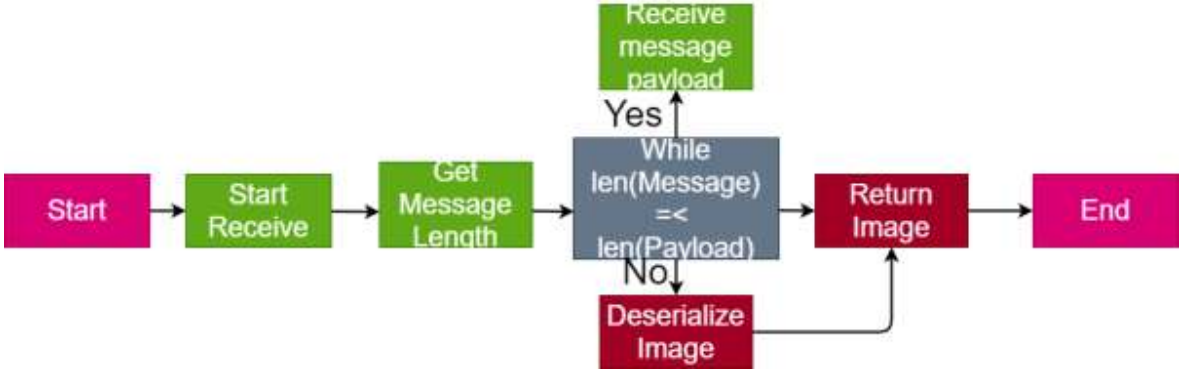 Receive
message
payload
Yes
Start
Start
Receive
Get
Message
Length
While
len(Message)
=<
len(Payload)
Return
Image
End
No
Deserialize
Image